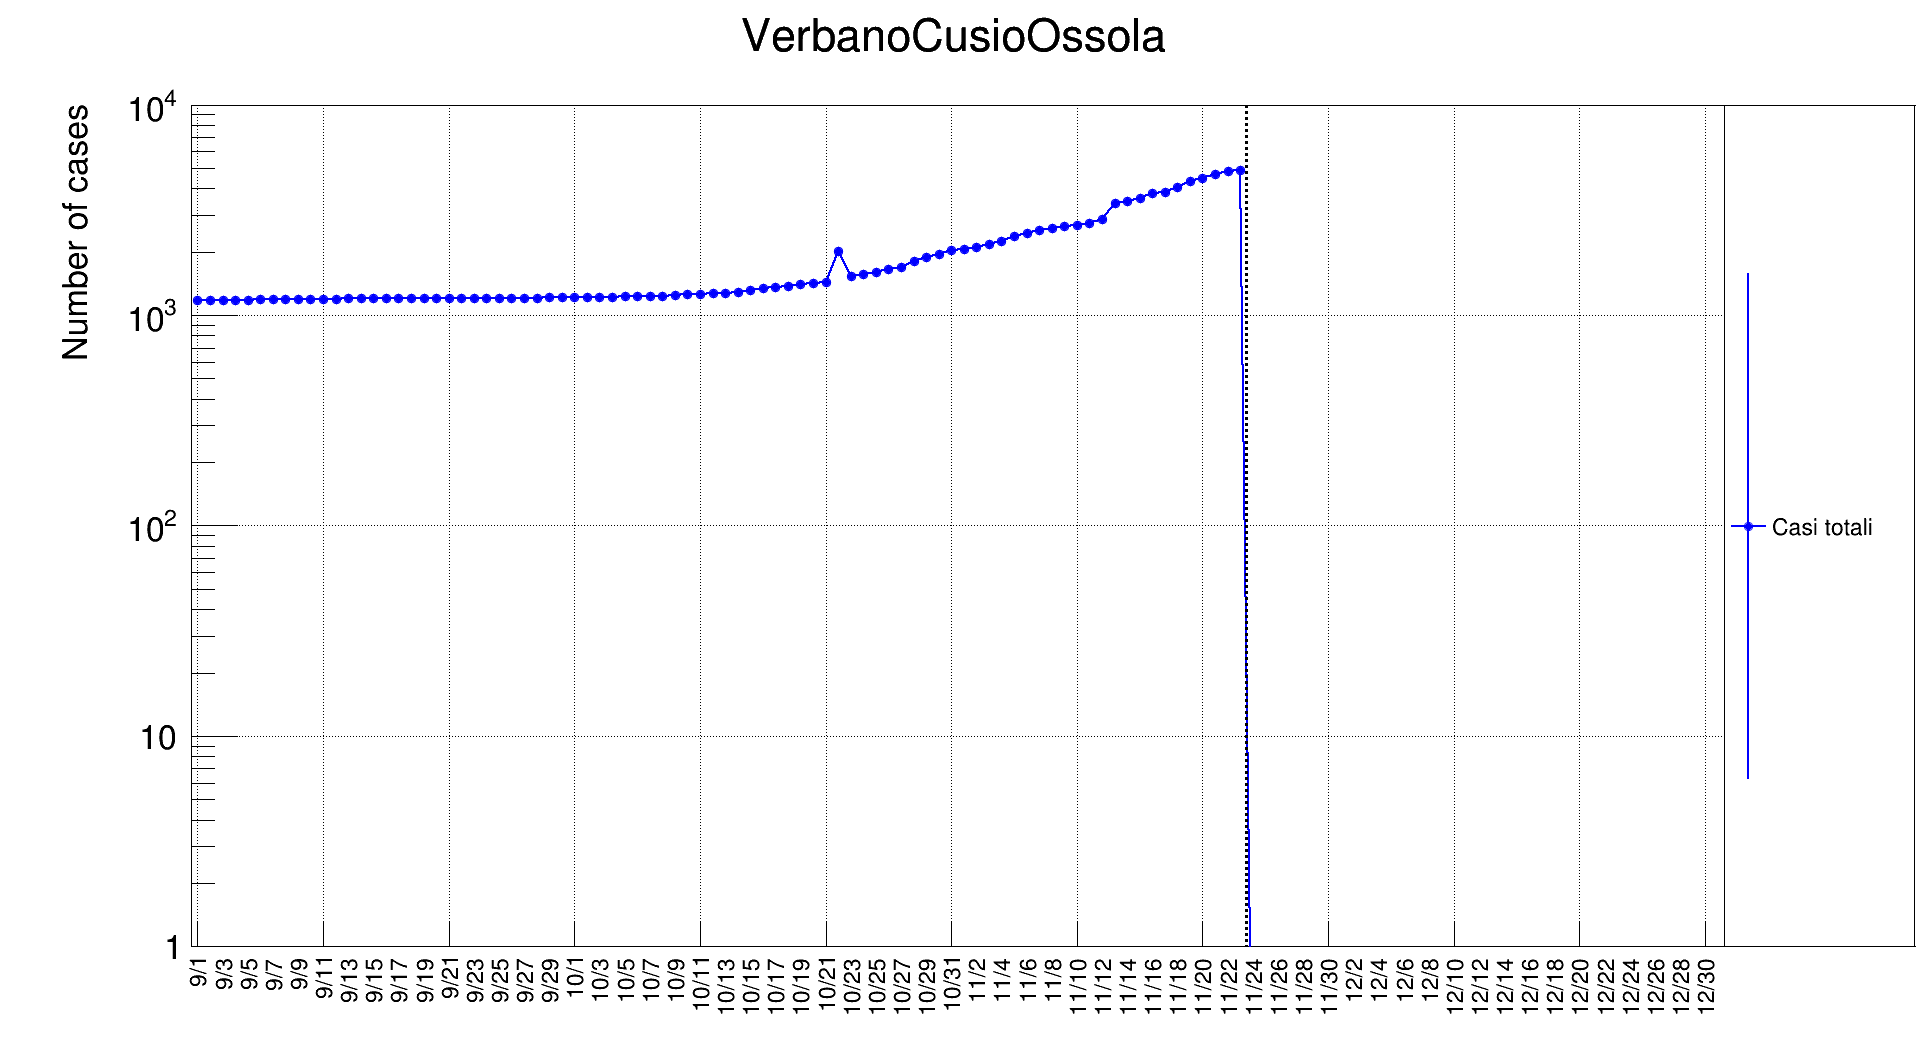 VerbanoCusioOssola
Number of cases
10^4
10^3
10^2
10
1
9/1 9/3 9/5 9/7 9/9 9/11 9/13 9/15 9/17 9/19 9/21 9/23 9/25 9/27 9/29 10/1 10/3 10/5 10/7 10/9 10/11 10/13 10/15 10/17 10/19 10/21 10/23 10/25 10/27 10/29 10/31 11/2 11/4 11/6 11/8 11/10 11/12 11/14 11/16 11/18 11/20 11/22 11/24 11/26 11/28 11/30 12/2 12/4 12/6 12/8 12/10 12/12 12/14 12/16 12/18 12/20 12/22 12/24 12/26 12/28 12/30
Casi totali